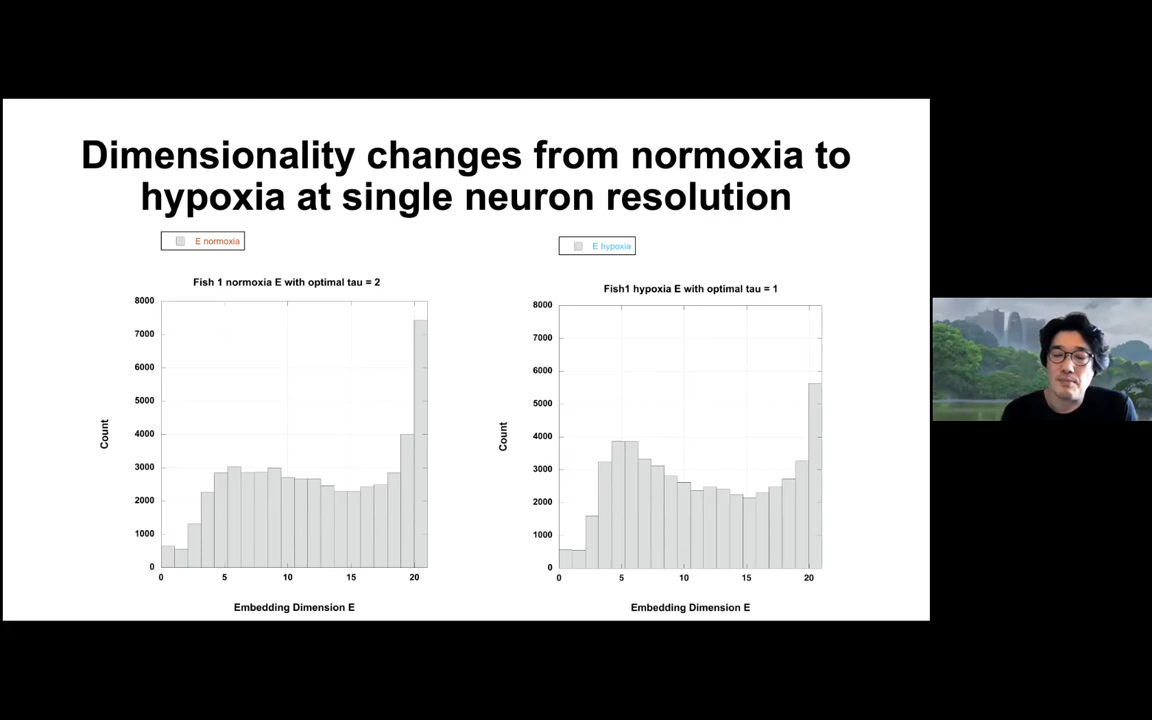 Dimensionality changes from normoxia to
hypoxia at single neuron resolution
E normoxia
Fish 1 normoxia E with optimal tau = 2
8000
7000
6000
5000
4000
3000
2000
1000
0
Count
0 5 10 15 20
Embedding Dimension E
E hypoxia
Fish1 hypoxia E with optimal tau = 1
8000
7000
6000
5000
4000
3000
2000
1000
0
Count
0 5 10 15 20
Embedding Dimension E